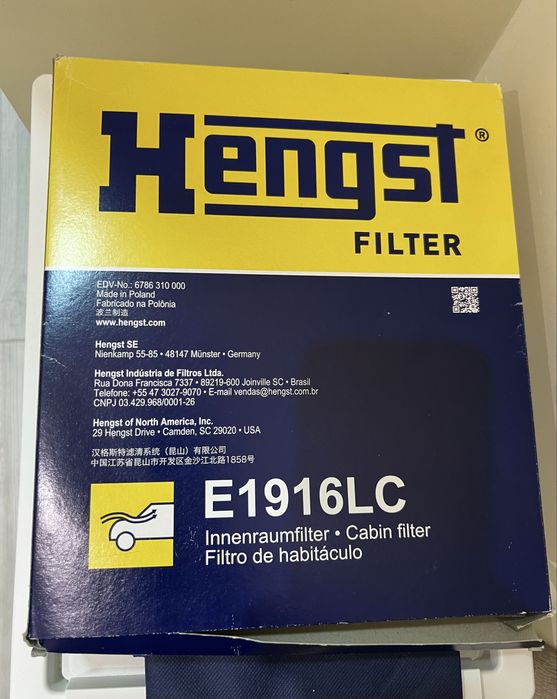 Hengst®
FILTER
EDV-No.: 6786 310 000
Made in Poland
Fabricado na Polônia
波兰制造
www.hengst.com
Hengst SE
Nienkamp 55-85 • 48147 Münster • Germany
Hengst Indústria de Filtros Ltda.
Rua Dona Francisca 7337 • 89219-600 Joinville SC • Brasil
Telefone: +55 47 3027-9070 • E-mail vendas@hengst.com.br
CNPJ 03.429.968/0001-26
Hengst of North America, Inc.
29 Hengst Drive • Camden, SC 29020 • USA
汉格斯特滤清系统（昆山）有限公司
中国江苏省昆山市开发区金沙江北路1858号
E1916LC
Innenraumfilter • Cabin filter
Filtro de habitáculo